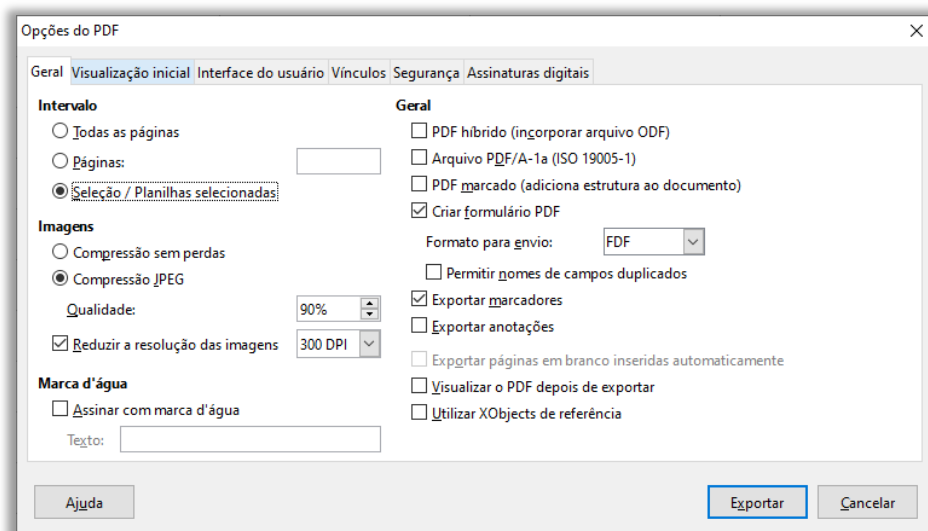 Opções do PDF
Geral Visualização inicial Interface do usuário Vínculos Segurança Assinaturas digitais
Intervalo
Todas as páginas
Páginas:
Seleção / Planilhas selecionadas
Imagens
Compressão sem perdas
Compressão JPEG
Qualidade: 90%
Reduzir a resolução das imagens 300 DPI
Marca d'água
Assinar com marca d'água
Texto:
Geral
PDF híbrido (incorporar arquivo ODF)
Arquivo PDF/A-1a (ISO 19005-1)
PDF marcado (adiciona estrutura ao documento)
Criar formulário PDF
Formato para envio: FDF
Permitir nomes de campos duplicados
Exportar marcadores
Exportar anotações
Exportar páginas em branco inseridas automaticamente
Visualizar o PDF depois de exportar
Utilizar XObjects de referência
Ajuda Exportar Cancelar